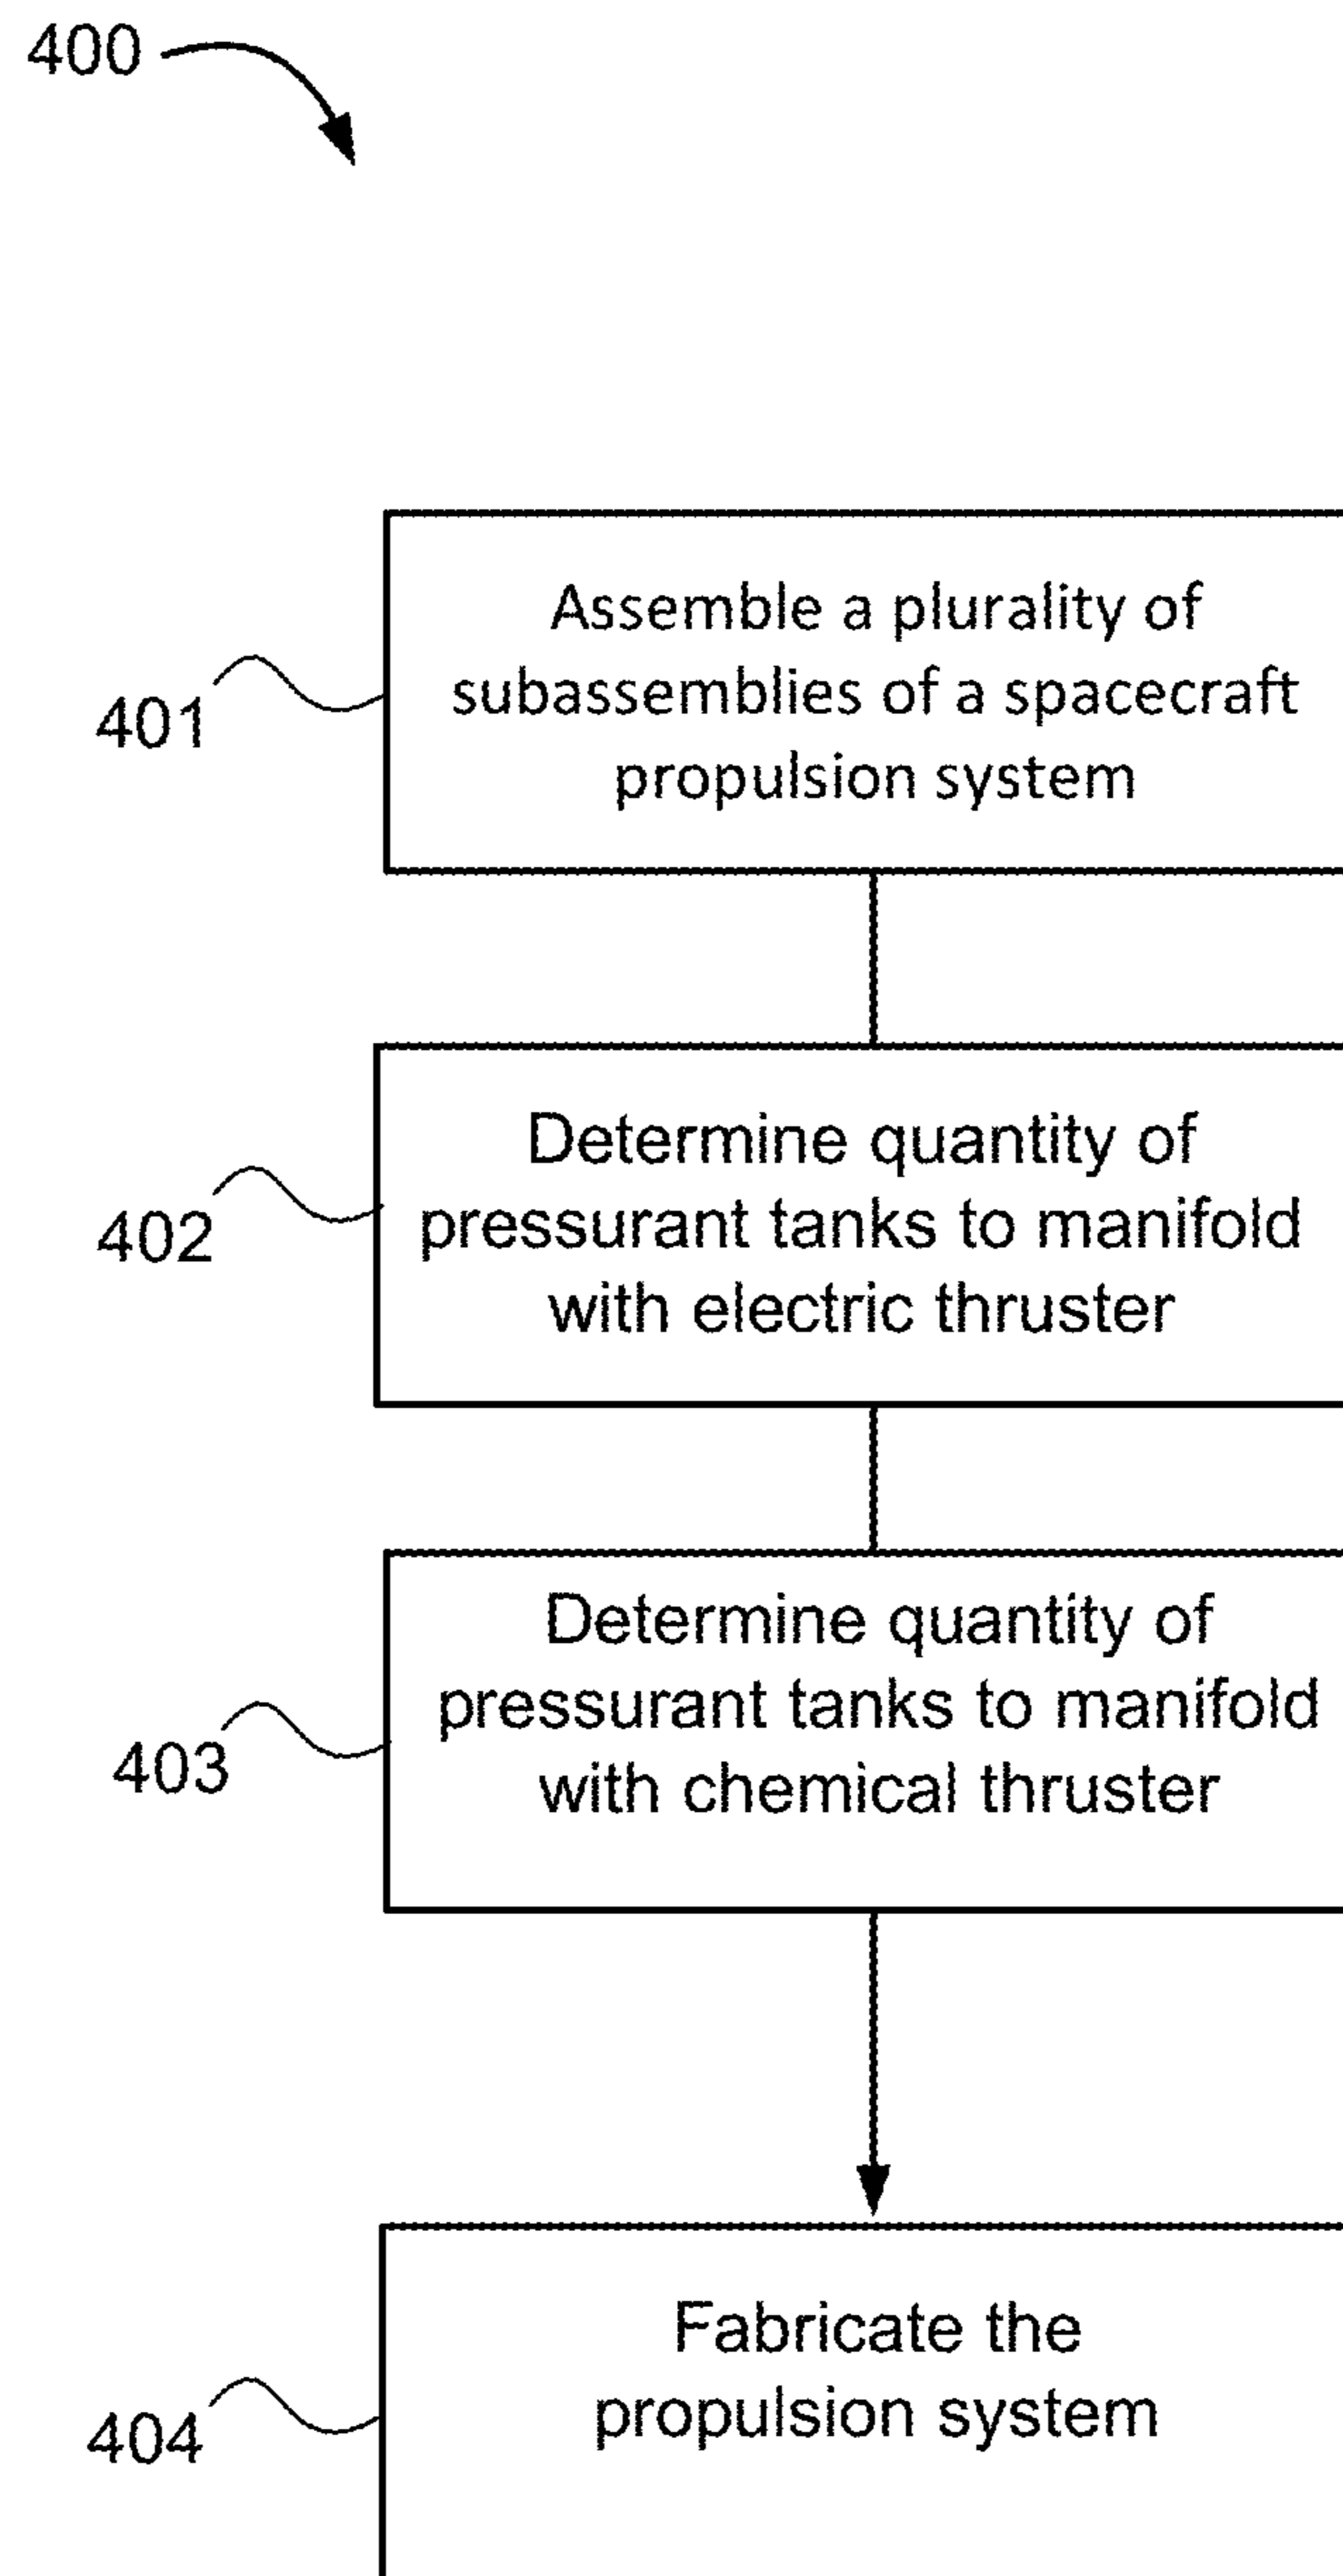 400
Assemble a plurality of
subassemblies of a spacecraft
propulsion system
401
Determine quantity of
pressurant tanks to manifold
with electric thruster
402
Determine quantity of
pressurant tanks to manifold
with chemical thruster
403
Fabricate the
propulsion system
404